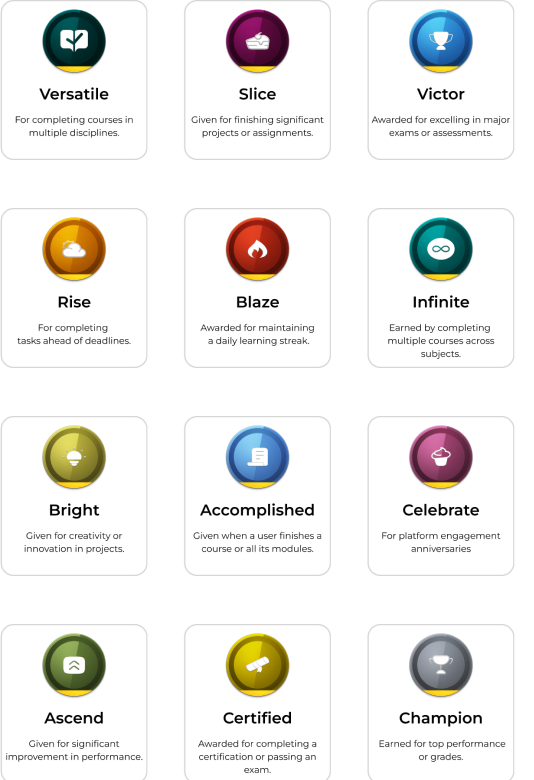 Versatile
For completing courses in
multiple disciplines.
Slice
Given for finishing significant
projects or assignments.
Victor
Awarded for excelling in major
exams or assessments.
Rise
For completing
tasks ahead of deadlines.
Blaze
Awarded for maintaining
a daily learning streak.
Infinite
Earned by completing
multiple courses across
subjects.
Bright
Given for creativity or
innovation in projects.
Accomplished
Given when a user finishes a
course or all its modules.
Celebrate
For platform engagement
anniversaries
Ascend
Given for significant
improvement in performance.
Certified
Awarded for completing a
certification or passing an
exam.
Champion
Earned for top performance
or grades.